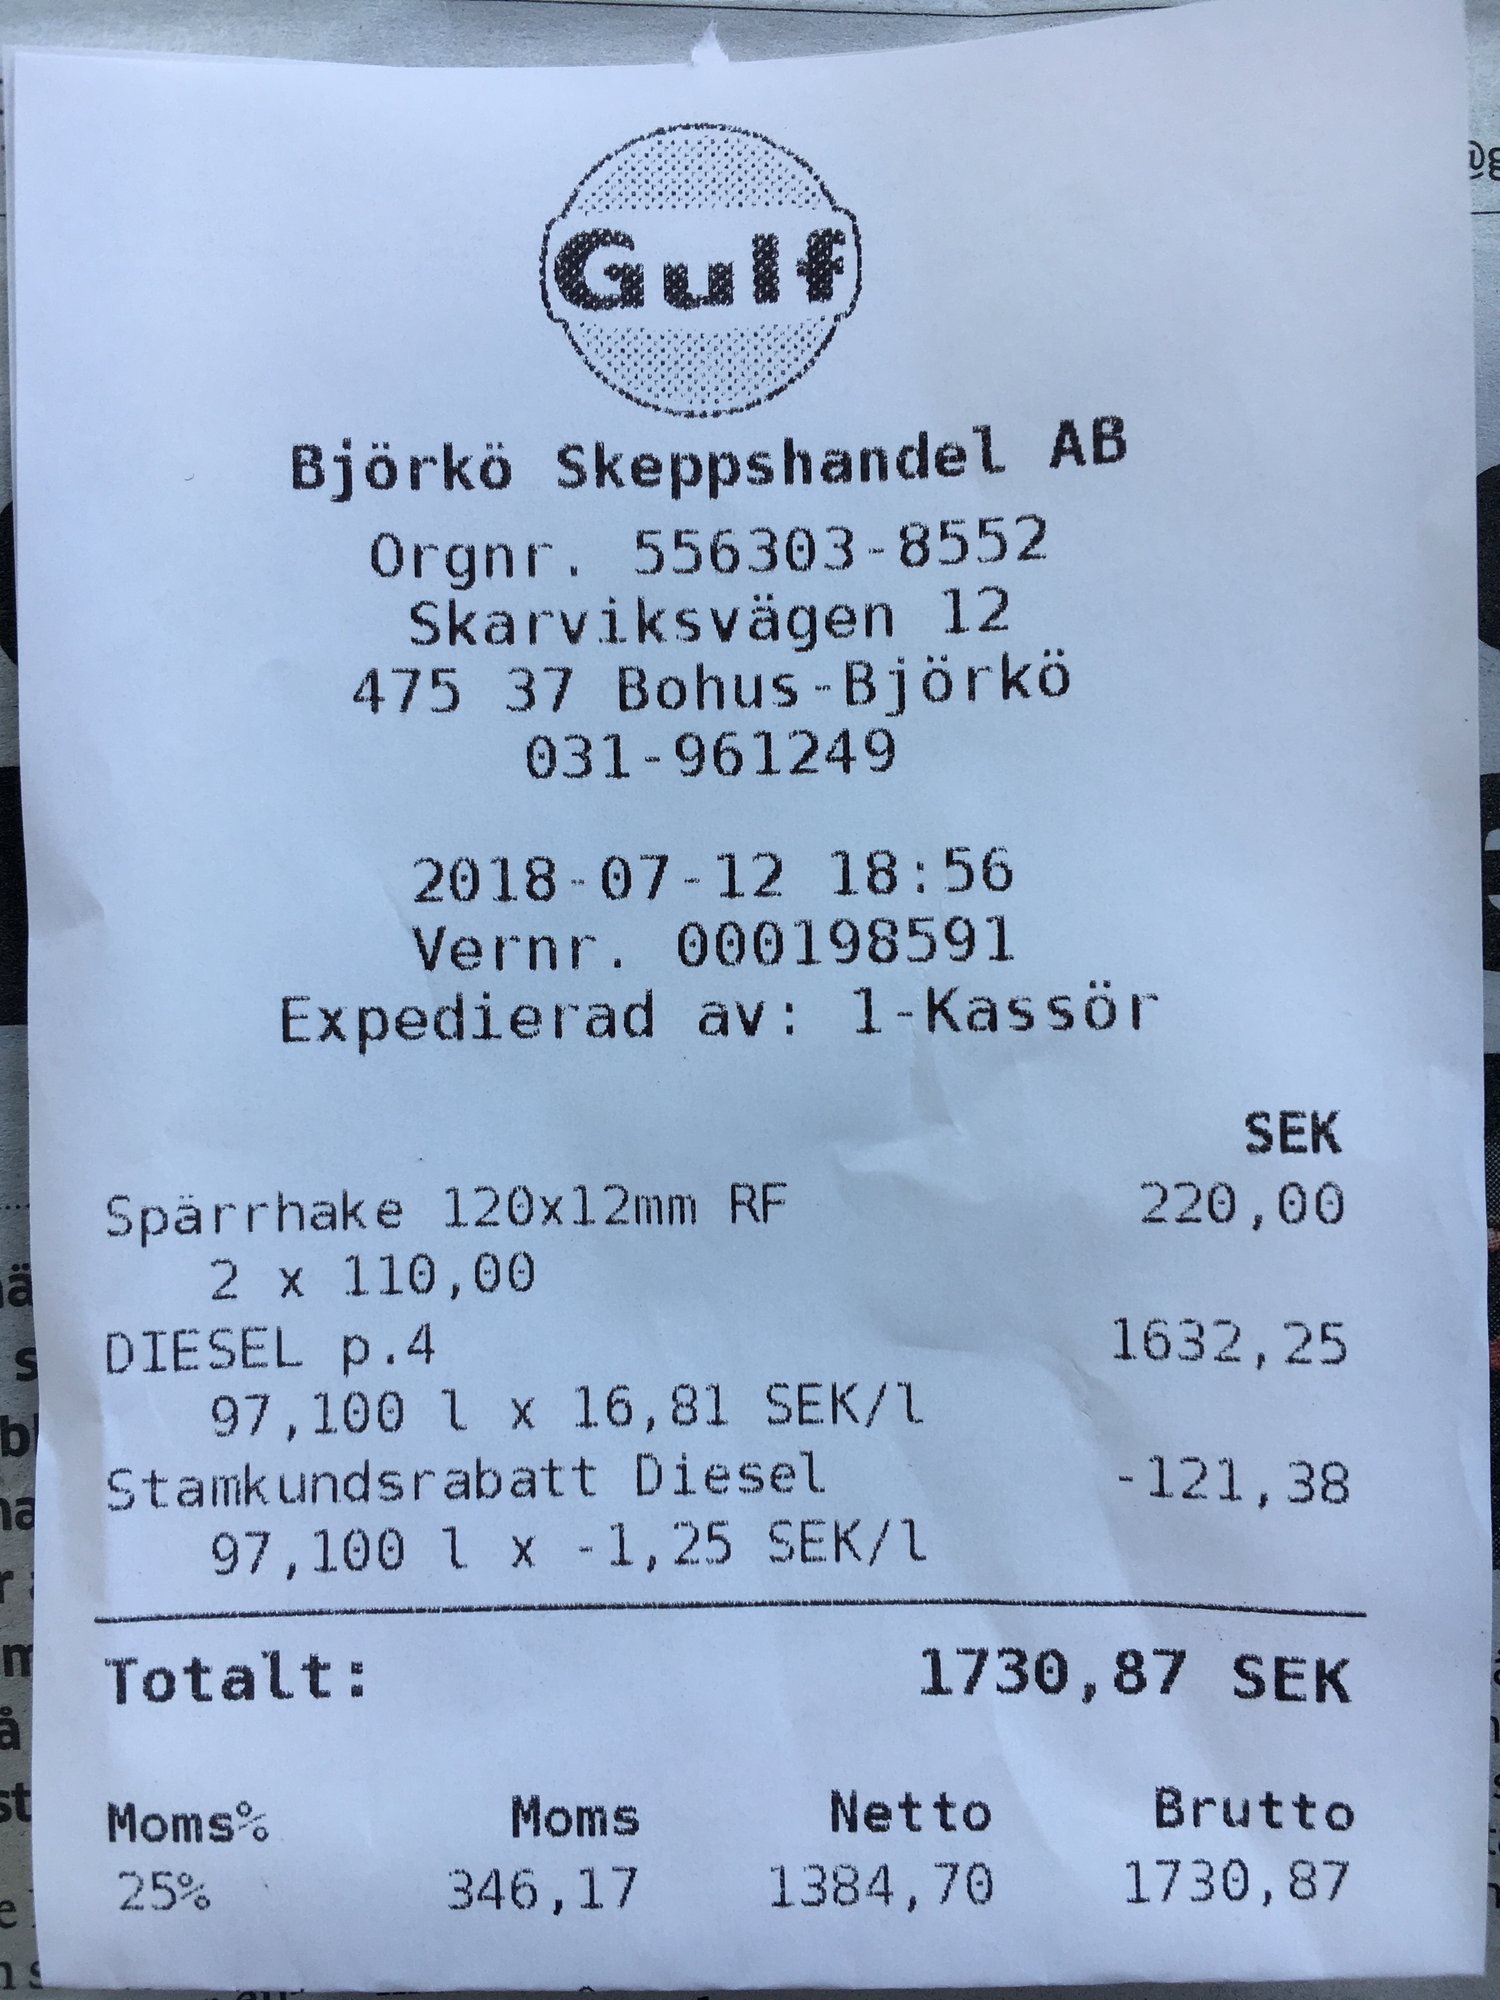 Gulf
Björkö Skeppshandel AB
Orgnr. 556303-8552
Skarviksvägen 12
475 37 Bohus-Björkö
031-961249
2018-07-12 18:56
Vernr. 000198591
Expedierad av: 1-Kassör
SEK
Spärrhake 120x12mm RF 220,00
2 x 110,00
DIESEL p.4 1632,25
97,100 l x 16,81 SEK/l
Stamkundsrabatt Diesel -121,38
97,100 l x -1,25 SEK/l
Totalt: 1730,87 SEK
Moms% Moms Netto Brutto
25% 346,17 1384,70 1730,87